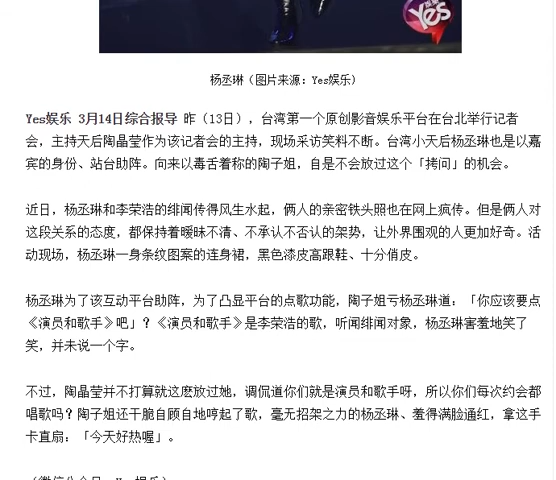 Yes
杨丞琳（图片来源：Yes娱乐）
Yes娱乐 3月14日综合报导 昨（13日），台湾第一个原创影音娱乐平台在台北举行记者
会，主持天后陶晶莹作为该记者会的主持，现场采访笑料不断。台湾小天后杨丞琳也是以嘉
宾的身份、站台助阵。向来以毒舌着称的陶子姐，自是不会放过这个「拷问」的机会。
近日，杨丞琳和李荣浩的绯闻传得风生水起，俩人的亲密铁头照也在网上疯传。但是俩人对
这段关系的态度，都保持着暧昧不清、不承认不否认的架势，让外界围观的人更加好奇。活
动现场，杨丞琳一身条纹图案的连身裙，黑色漆皮高跟鞋、十分俏皮。
杨丞琳为了该互动平台助阵，为了凸显平台的点歌功能，陶子姐亏杨丞琳道：「你应该要点
《演员和歌手》吧」？《演员和歌手》是李荣浩的歌，听闻绯闻对象，杨丞琳害羞地笑了
笑，并未说一个字。
不过，陶晶莹并不打算就这麽放过她，调侃道你们就是演员和歌手呀，所以你们每次约会都
唱歌吗？陶子姐还干脆自顾自地哼起了歌，毫无招架之力的杨丞琳、羞得满脸通红，拿这手
卡直扇：「今天好热喔」。